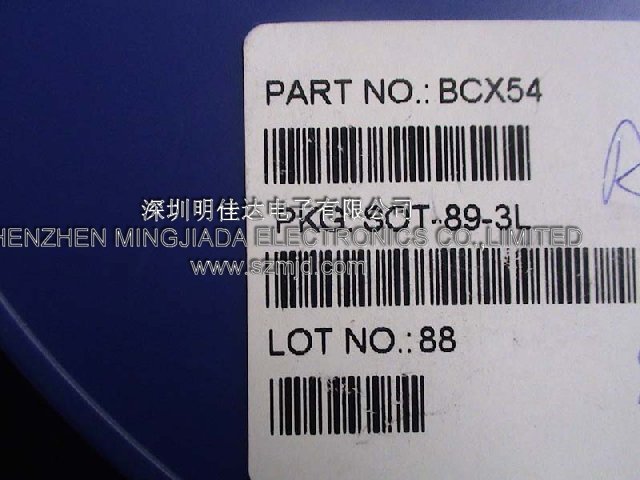 PART NO.: BCX54
深圳明佳达电子有限公司
PKG:SOT-89-3L
SHENZHEN MINGJIADA ELECTRONICS CO.,LIMITED
www.szmjd.com
LOT NO.: 88